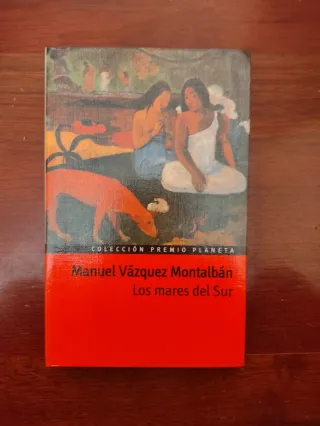 COLECCIÓN PREMIO PLANETA
Manuel Vázquez Montalbán
Los mares del Sur